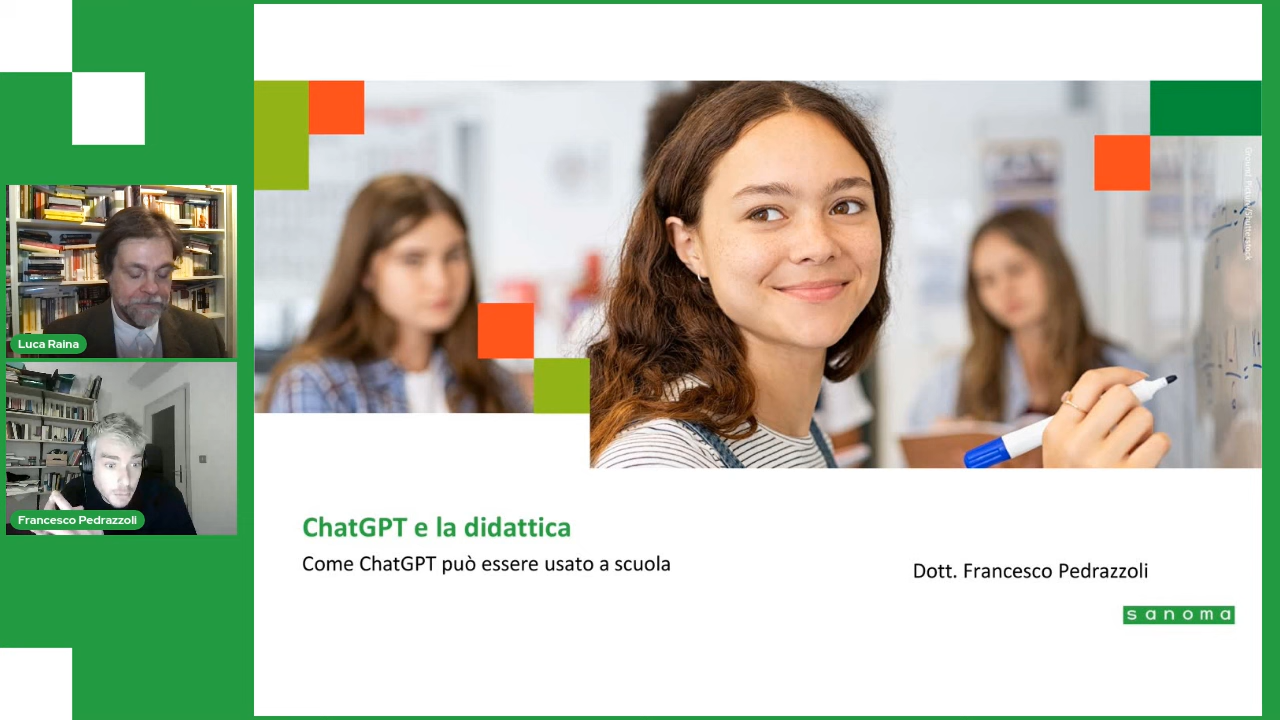 Luca Raina
Francesco Pedrazzoli
ChatGPT e la didattica
Come ChatGPT può essere usato a scuola
Dott. Francesco Pedrazzoli
sanoma